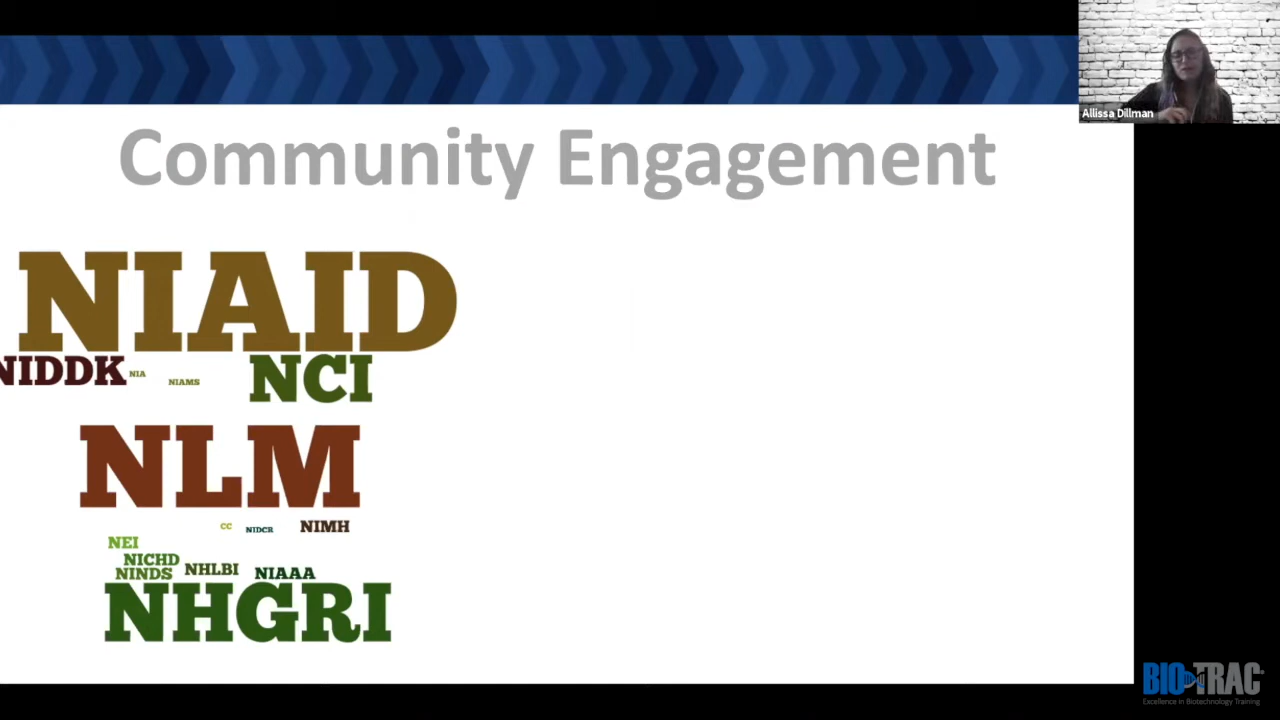 Allissa Dillman
Community Engagement
NIAID
NIDDK NIA NIAMS NCI
NLM
CC NIDCR NIMH
NEI
NICHD
NINDS NHLBI NIAAA
NHGRI
BIO-TRAC®
Excellence in Biotechnology Training